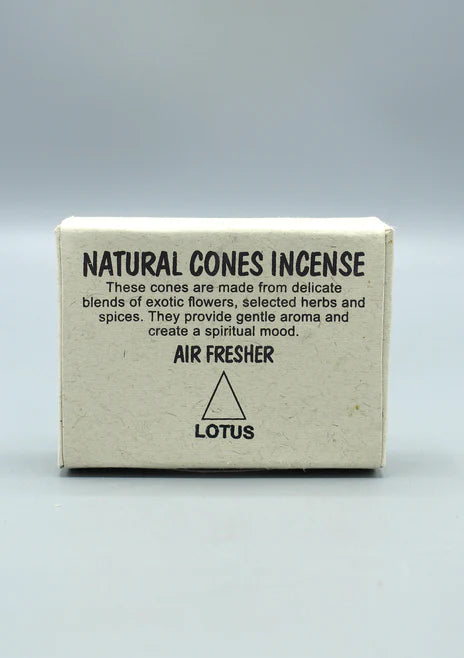 NATURAL CONES INCENSE
These cones are made from delicate
blends of exotic flowers, selected herbs and
spices. They provide gentle aroma and
create a spiritual mood.
AIR FRESHER
LOTUS